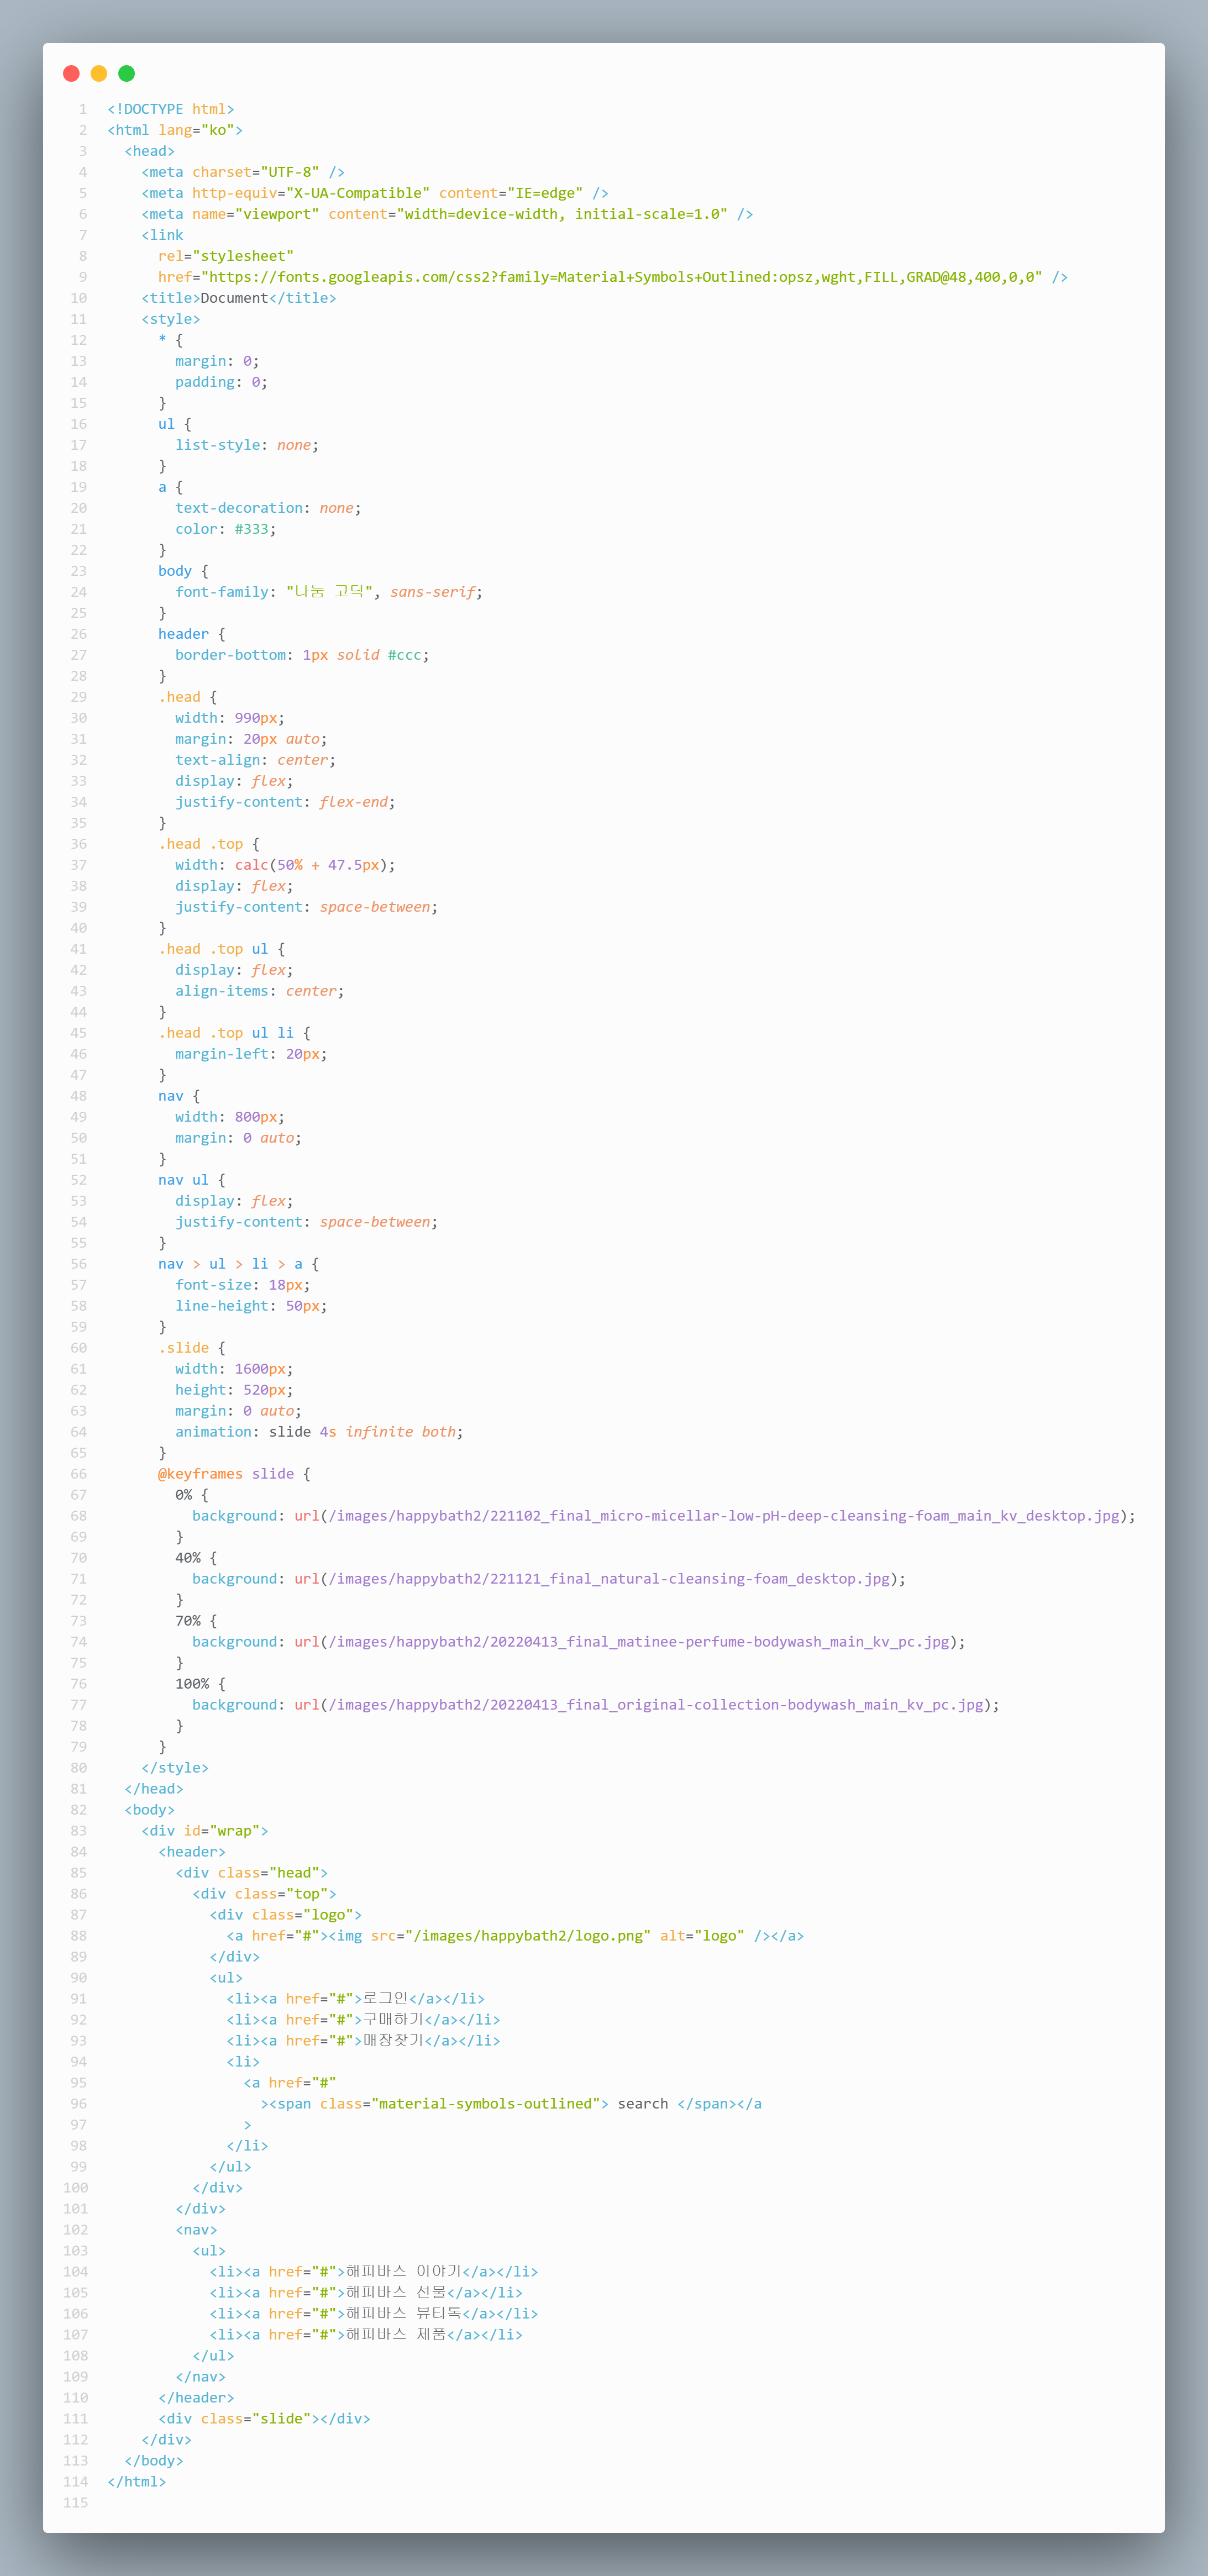 1 <!DOCTYPE html>
2 <html lang="ko">
3 <head>
4 <meta charset="UTF-8" />
5 <meta http-equiv="X-UA-Compatible" content="IE=edge" />
6 <meta name="viewport" content="width=device-width, initial-scale=1.0" />
7 <link
8 rel="stylesheet"
9 href="https://fonts.googleapis.com/css2?family=Material+Symbols+Outlined:opsz,wght,FILL,GRAD@48,400,0,0" />
10 <title>Document</title>
11 <style>
12 * {
13 margin: 0;
14 padding: 0;
15 }
16 ul {
17 list-style: none;
18 }
19 a {
20 text-decoration: none;
21 color: #333;
22 }
23 body {
24 font-family: "나눔 고딕", sans-serif;
25 }
26 header {
27 border-bottom: 1px solid #ccc;
28 }
29 .head {
30 width: 990px;
31 margin: 20px auto;
32 text-align: center;
33 display: flex;
34 justify-content: flex-end;
35 }
36 .head .top {
37 width: calc(50% + 47.5px);
38 display: flex;
39 justify-content: space-between;
40 }
41 .head .top ul {
42 display: flex;
43 align-items: center;
44 }
45 .head .top ul li {
46 margin-left: 20px;
47 }
48 nav {
49 width: 800px;
50 margin: 0 auto;
51 }
52 nav ul {
53 display: flex;
54 justify-content: space-between;
55 }
56 nav > ul > li > a {
57 font-size: 18px;
58 line-height: 50px;
59 }
60 .slide {
61 width: 1600px;
62 height: 520px;
63 margin: 0 auto;
64 animation: slide 4s infinite both;
65 }
66 @keyframes slide {
67 0% {
68 background: url(/images/happybath2/221102_final_micro-micellar-low-pH-deep-cleansing-foam_main_kv_desktop.jpg);
69 }
70 40% {
71 background: url(/images/happybath2/221121_final_natural-cleansing-foam_desktop.jpg);
72 }
73 70% {
74 background: url(/images/happybath2/20220413_final_matinee-perfume-bodywash_main_kv_pc.jpg);
75 }
76 100% {
77 background: url(/images/happybath2/20220413_final_original-collection-bodywash_main_kv_pc.jpg);
78 }
79 }
80 </style>
81 </head>
82 <body>
83 <div id="wrap">
84 <header>
85 <div class="head">
86 <div class="top">
87 <div class="logo">
88 <a href="#"><img src="/images/happybath2/logo.png" alt="logo" /></a>
89 </div>
90 <ul>
91 <li><a href="#">로그인</a></li>
92 <li><a href="#">구매하기</a></li>
93 <li><a href="#">매장찾기</a></li>
94 <li>
95 <a href="#"
96 ><span class="material-symbols-outlined"> search </span></a
97 >
98 </li>
99 </ul>
100 </div>
101 </div>
102 <nav>
103 <ul>
104 <li><a href="#">해피바스 이야기</a></li>
105 <li><a href="#">해피바스 선물</a></li>
106 <li><a href="#">해피바스 뷰티톡</a></li>
107 <li><a href="#">해피바스 제품</a></li>
108 </ul>
109 </nav>
110 </header>
111 <div class="slide"></div>
112 </div>
113 </body>
114 </html>
115